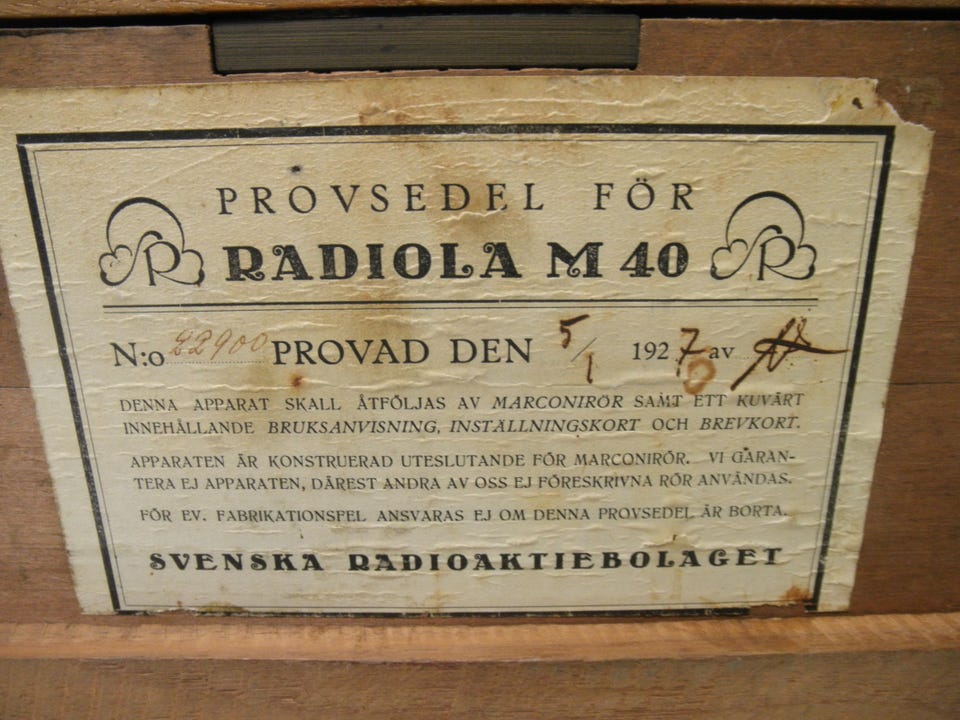 PROVSEDEL FÖR
SR RADIOLA M 40 SR
N:o 22900 PROVAD DEN 5/1 1927 av
DENNA APPARAT SKALL ÅTFÖLJAS AV MARCONIRÖR SAMT ETT KUVÄRT
INNEHÅLLANDE BRUKSANVISNING, INSTÄLLNINGSKORT OCH BREVKORT.
APPARATEN ÄR KONSTRUERAD UTESLUTANDE FÖR MARCONIRÖR. VI GARAN-
TERA EJ APPARATEN, DÄREST ANDRA AV OSS EJ FÖRESKRIVNA RÖR ANVÄNDAS.
FÖR EV. FABRIKATIONSFEL ANSVARAS EJ OM DENNA PROVSEDEL ÄR BORTA.
SVENSKA RADIOAKTIEBOLAGET